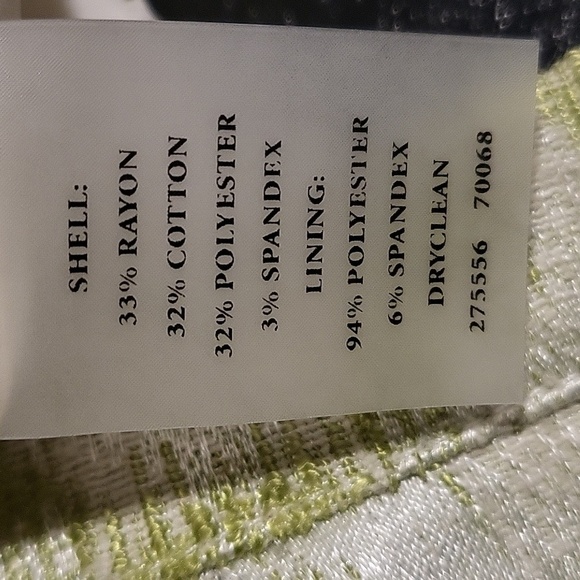 SHELL:
33% RAYON
32% COTTON
32% POLYESTER
3% SPANDEX
LINING:
94% POLYESTER
6% SPANDEX
DRYCLEAN
275556 70068